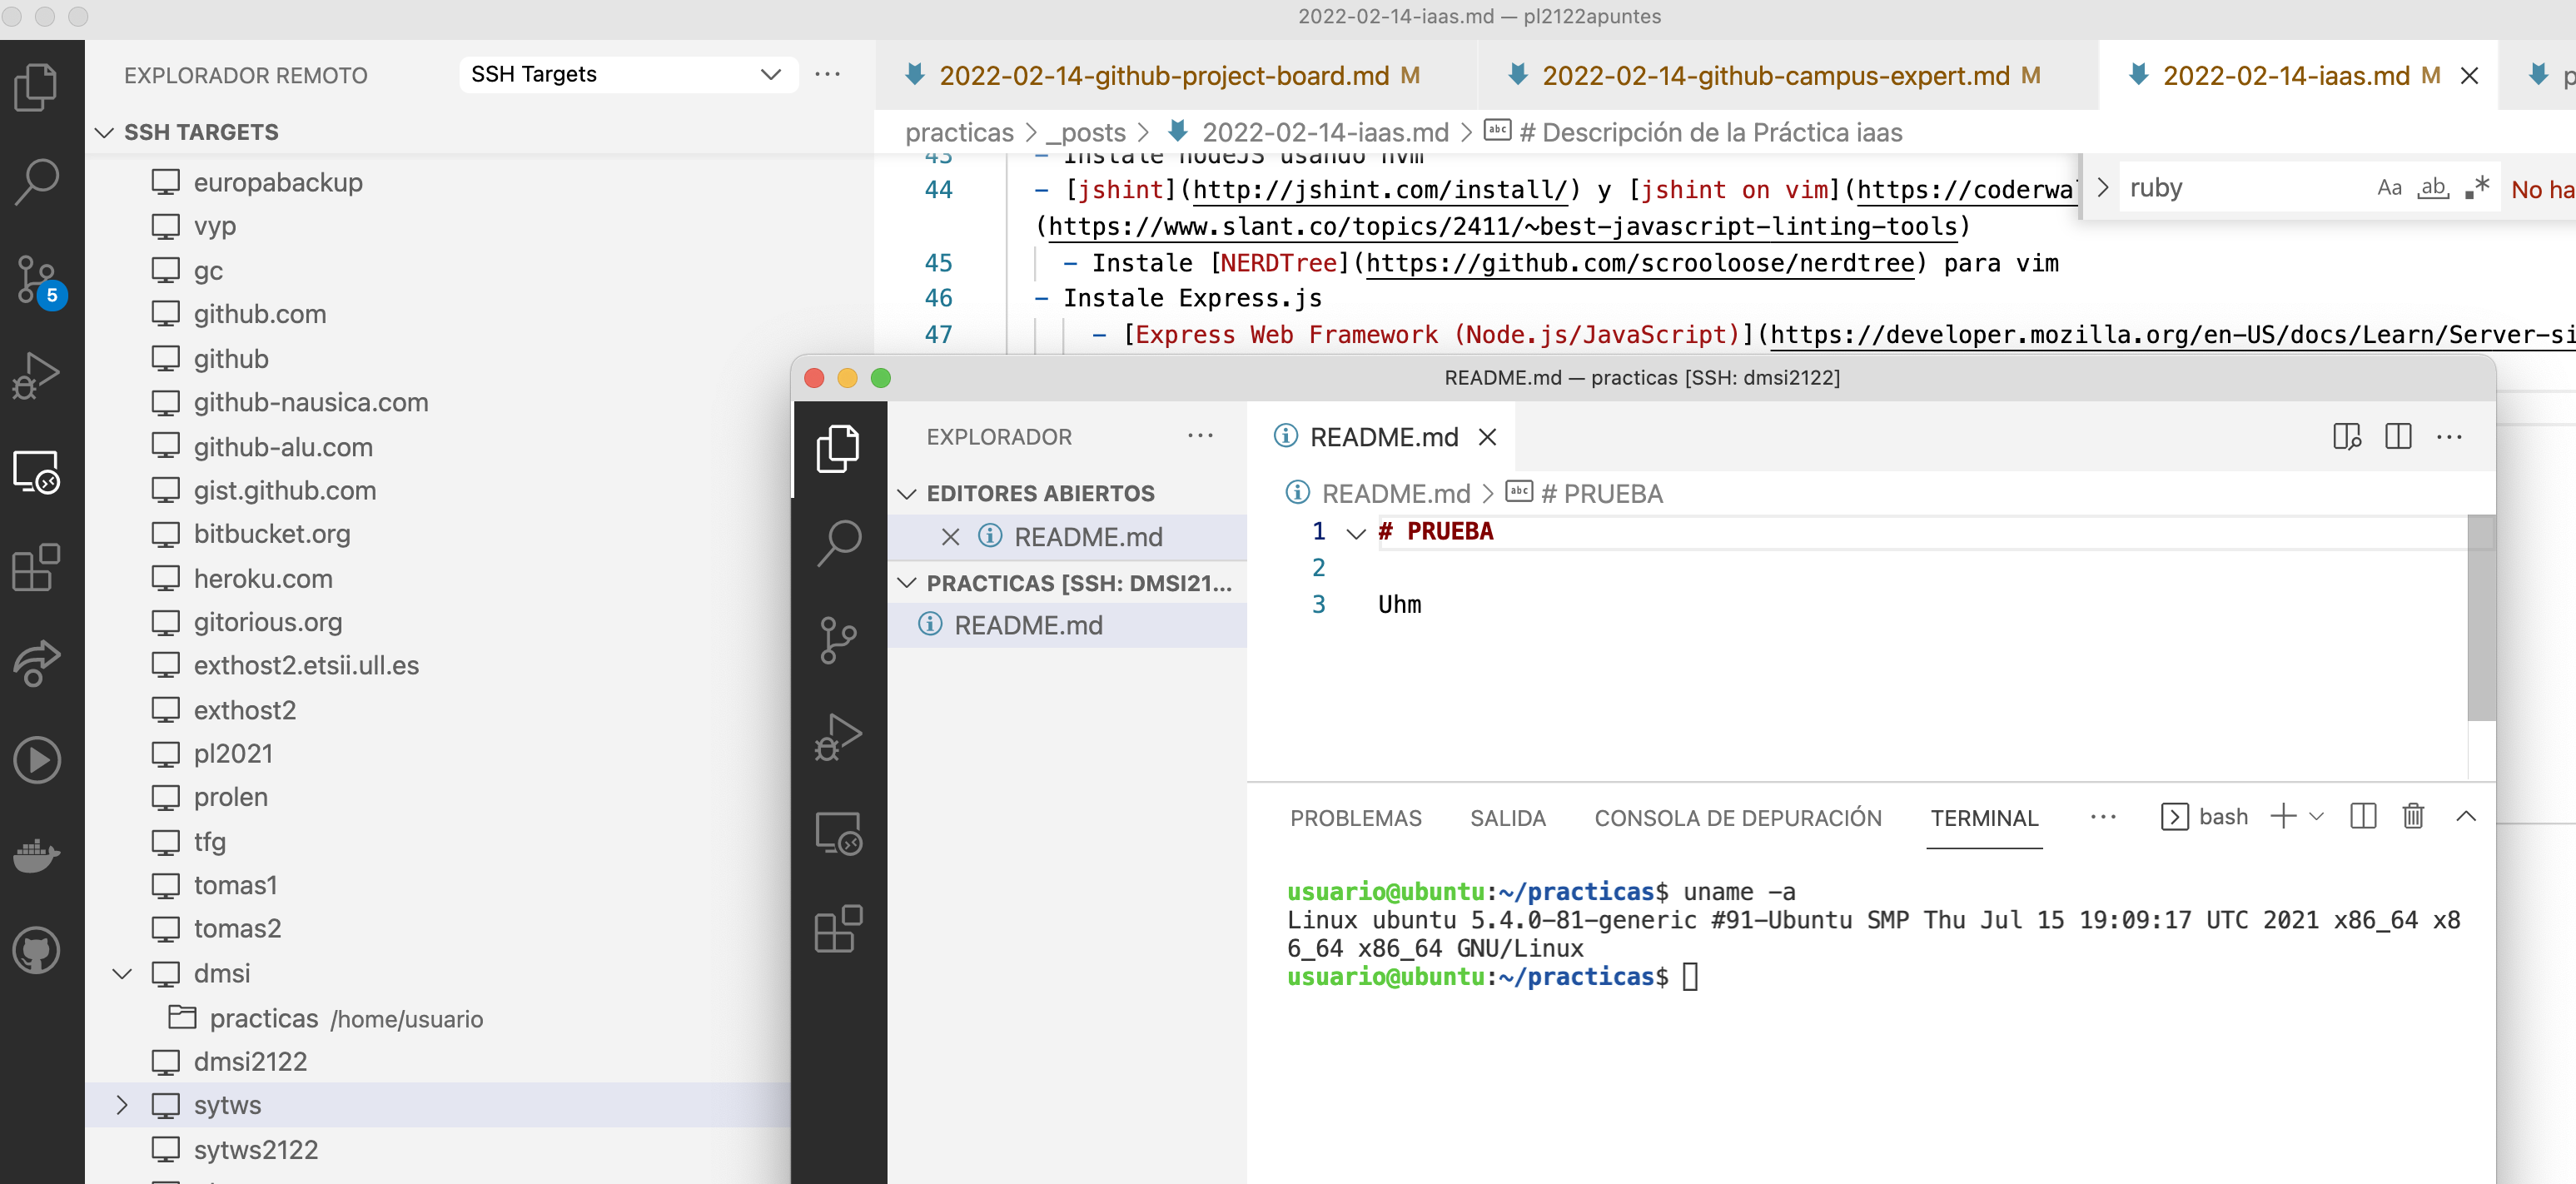 2022-02-14-iaas.md — pl2122apuntes
EXPLORADOR REMOTO
SSH Targets
SSH TARGETS
europabackup
vyp
gc
github.com
github
github-nausica.com
github-alu.com
gist.github.com
bitbucket.org
heroku.com
gitorious.org
exthost2.etsii.ull.es
exthost2
pl2021
prolen
tfg
tomas1
tomas2
dmsi
practicas /home/usuario
dmsi2122
sytws
sytws2122
5
2022-02-14-github-project-board.md M
2022-02-14-github-campus-expert.md M
2022-02-14-iaas.md M
practicas > _posts > 2022-02-14-iaas.md > abc # Descripción de la Práctica iaas
ruby
Aa ab
No ha
43 - Instale nodeJS usando nvm
44 - [jshint](http://jshint.com/install/) y [jshint on vim](https://coderwa
(https://www.slant.co/topics/2411/~best-javascript-linting-tools)
45 - Instale [NERDTree](https://github.com/scrooloose/nerdtree) para vim
46 - Instale Express.js
47 - [Express Web Framework (Node.js/JavaScript)](https://developer.mozilla.org/en-US/docs/Learn/Server-si
README.md — practicas [SSH: dmsi2122]
EXPLORADOR
EDITORES ABIERTOS
README.md
PRACTICAS [SSH: DMSI21...
README.md
README.md
README.md > abc # PRUEBA
1 # PRUEBA
2
3 Uhm
PROBLEMAS SALIDA CONSOLA DE DEPURACIÓN TERMINAL bash
usuario@ubuntu:~/practicas$ uname -a
Linux ubuntu 5.4.0-81-generic #91-Ubuntu SMP Thu Jul 15 19:09:17 UTC 2021 x86_64 x8
6_64 x86_64 GNU/Linux
usuario@ubuntu:~/practicas$